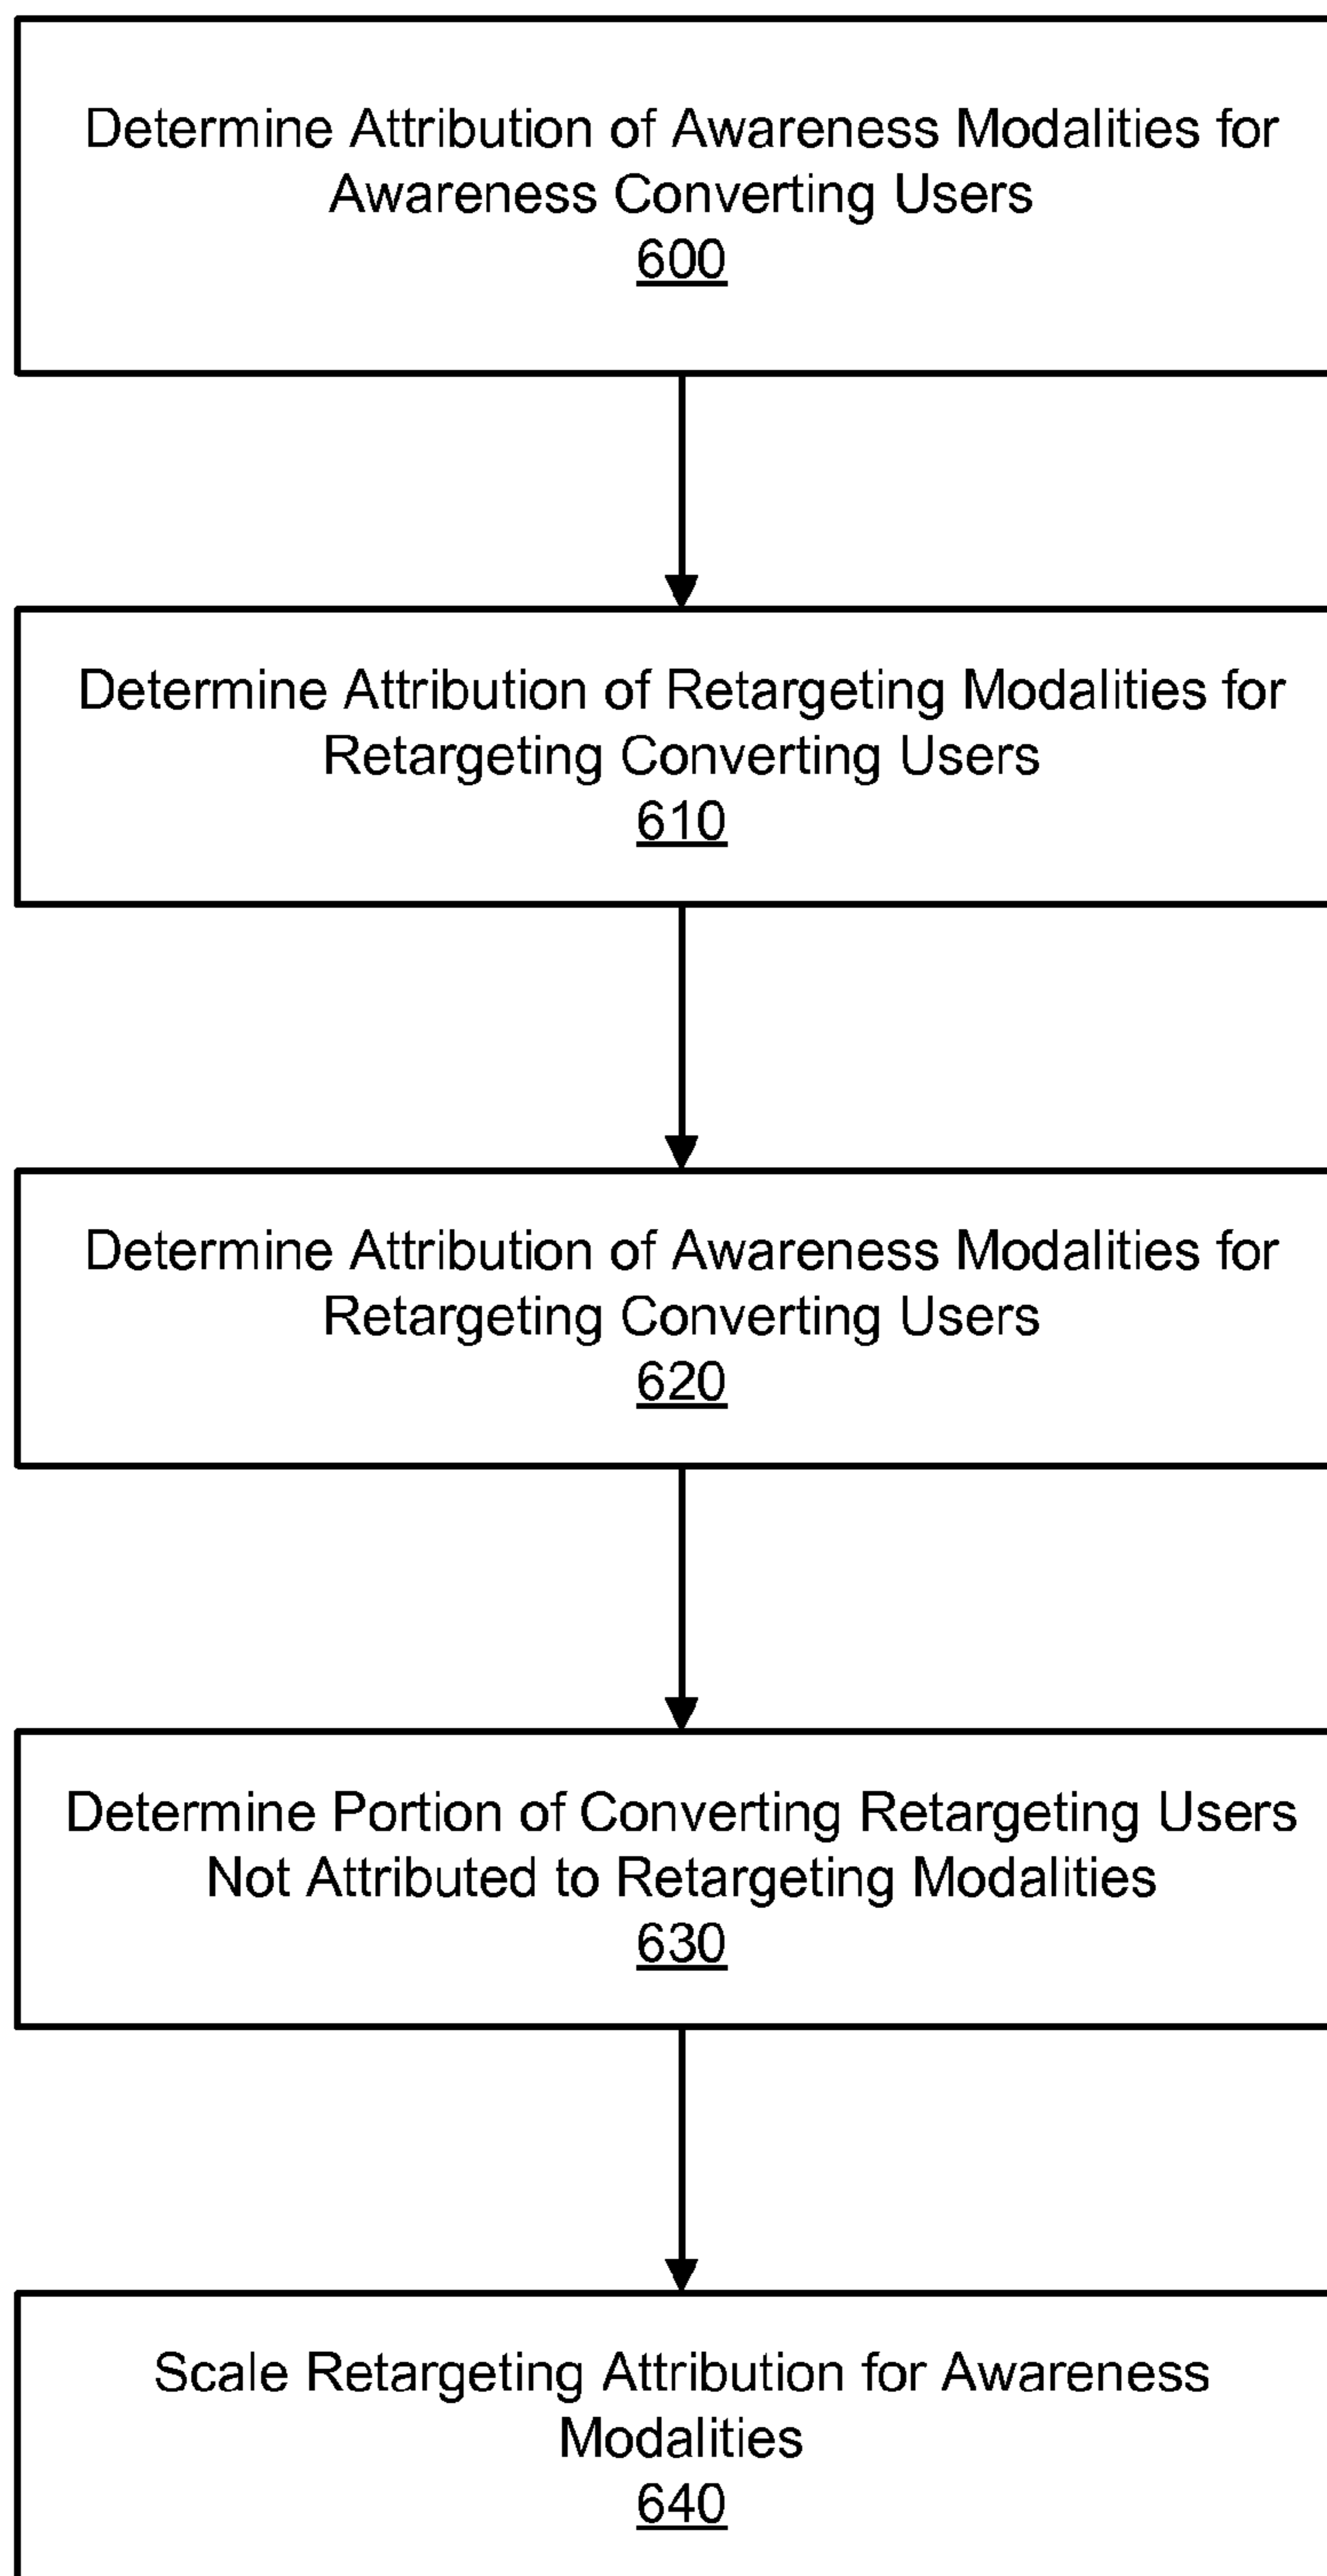 Determine Attribution of Awareness Modalities for
Awareness Converting Users
600
Determine Attribution of Retargeting Modalities for
Retargeting Converting Users
610
Determine Attribution of Awareness Modalities for
Retargeting Converting Users
620
Determine Portion of Converting Retargeting Users
Not Attributed to Retargeting Modalities
630
Scale Retargeting Attribution for Awareness
Modalities
640